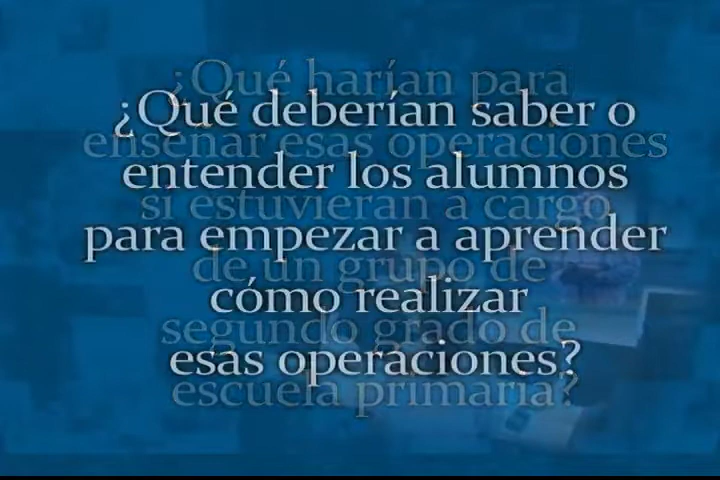 ¿Qué harían para
¿Qué deberían saber o
enseñar esas operaciones
entender los alumnos
si estuvieran a cargo
para empezar a aprender
de un grupo de
cómo realizar
segundo grado de
esas operaciones?
escuela primaria?